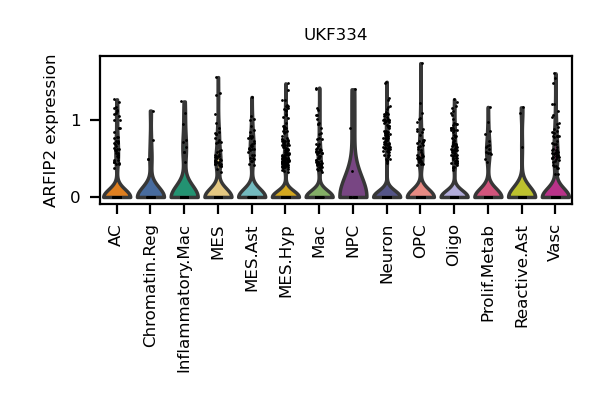 UKF334
ARFIP2 expression
1
0
AC
Chromatin.Reg
Inflammatory.Mac
MES
MES.Ast
MES.Hyp
Mac
NPC
Neuron
OPC
Oligo
Prolif.Metab
Reactive.Ast
Vasc